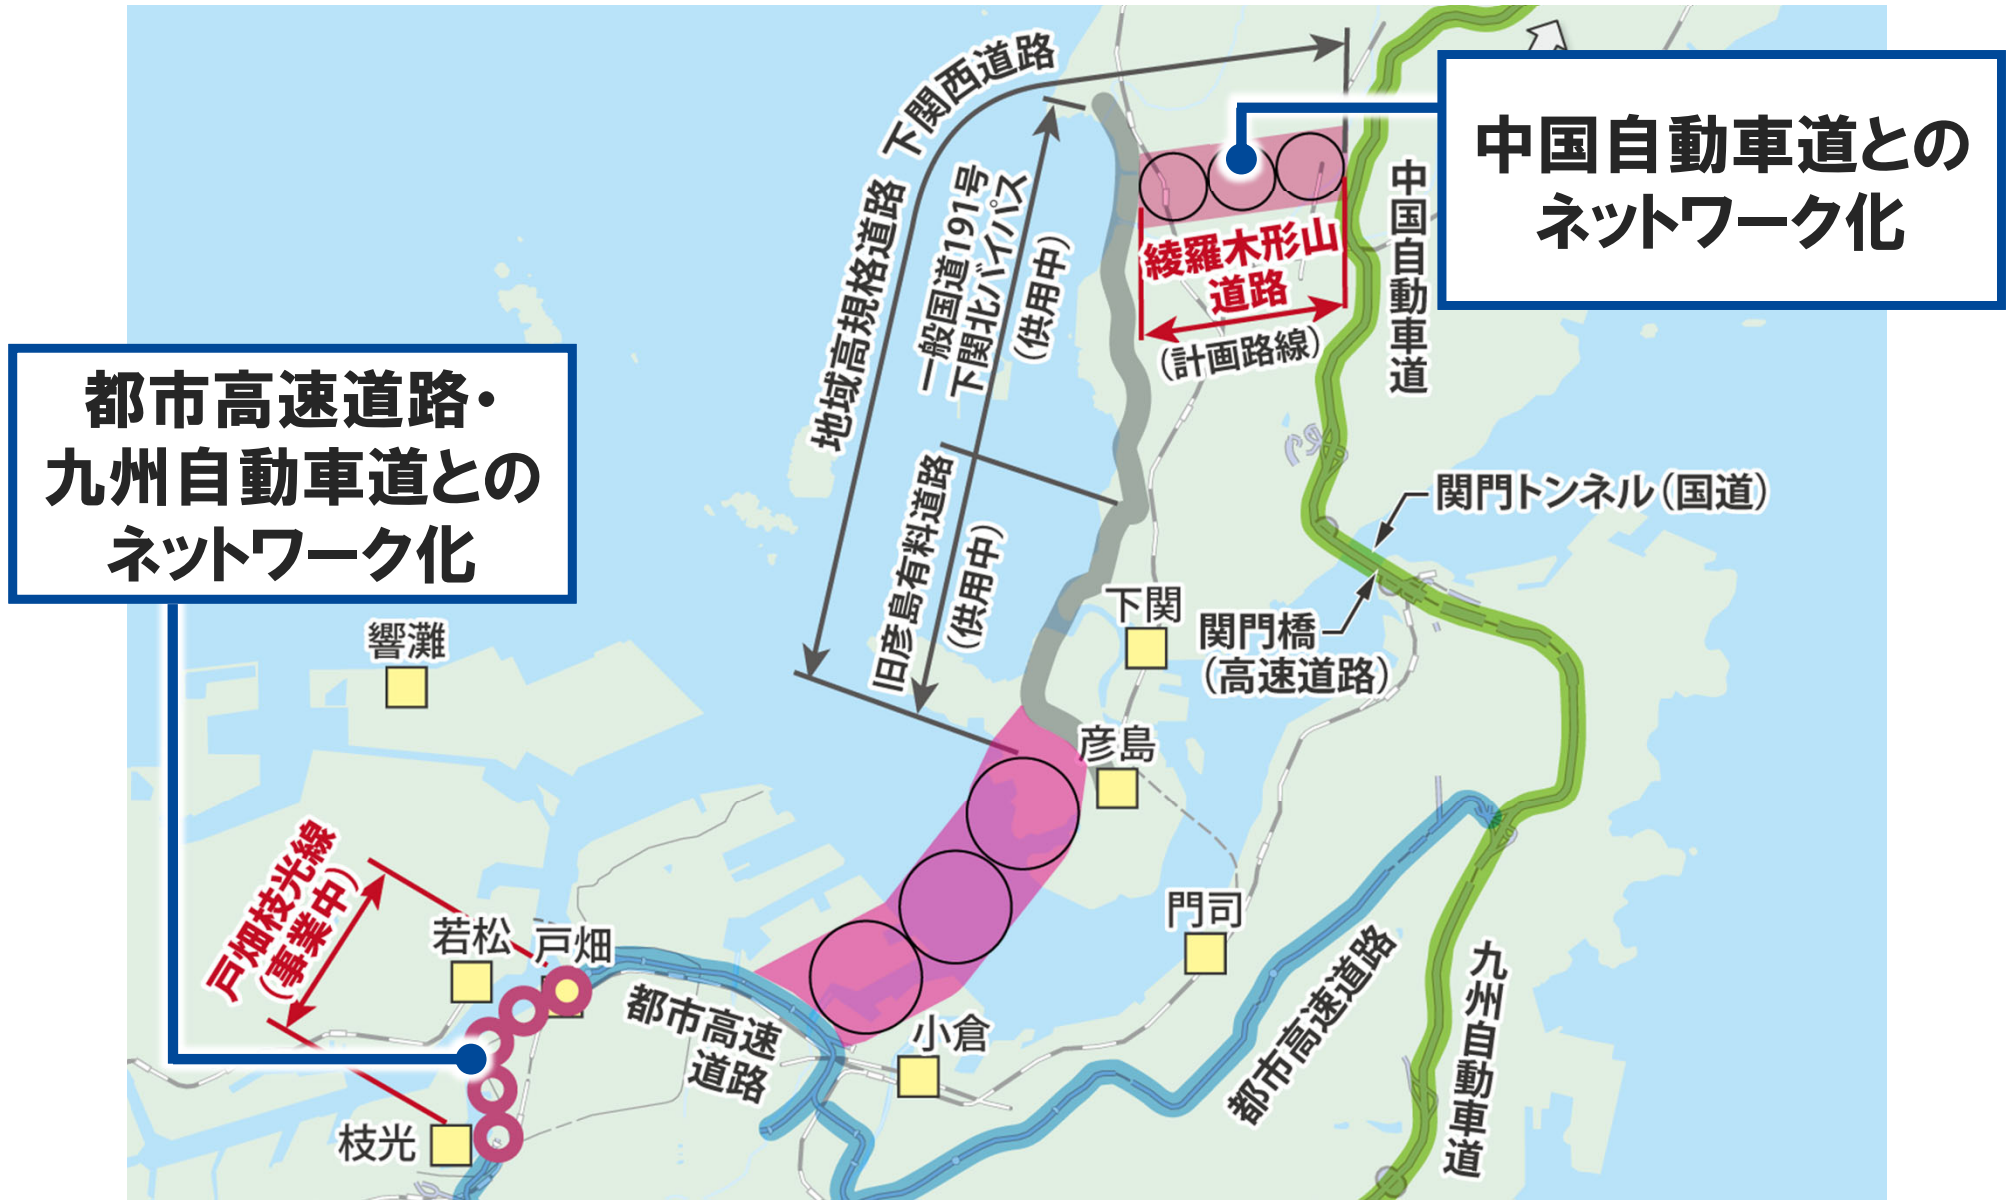 中国自動車道との
ネットワーク化
都市高速道路・
九州自動車道との
ネットワーク化
地域高規格道路 下関西道路
一般国道191号
下関北バイパス
(供用中)
旧彦島有料道路
(供用中)
綾羅木形山
道路
(計画路線)
中国自動車道
関門トンネル(国道)
関門橋
(高速道路)
下関
響灘
彦島
戸畑枝光線
(事業中)
若松
戸畑
門司
都市高速
道路
小倉
都市高速道路
九州自動車道
枝光